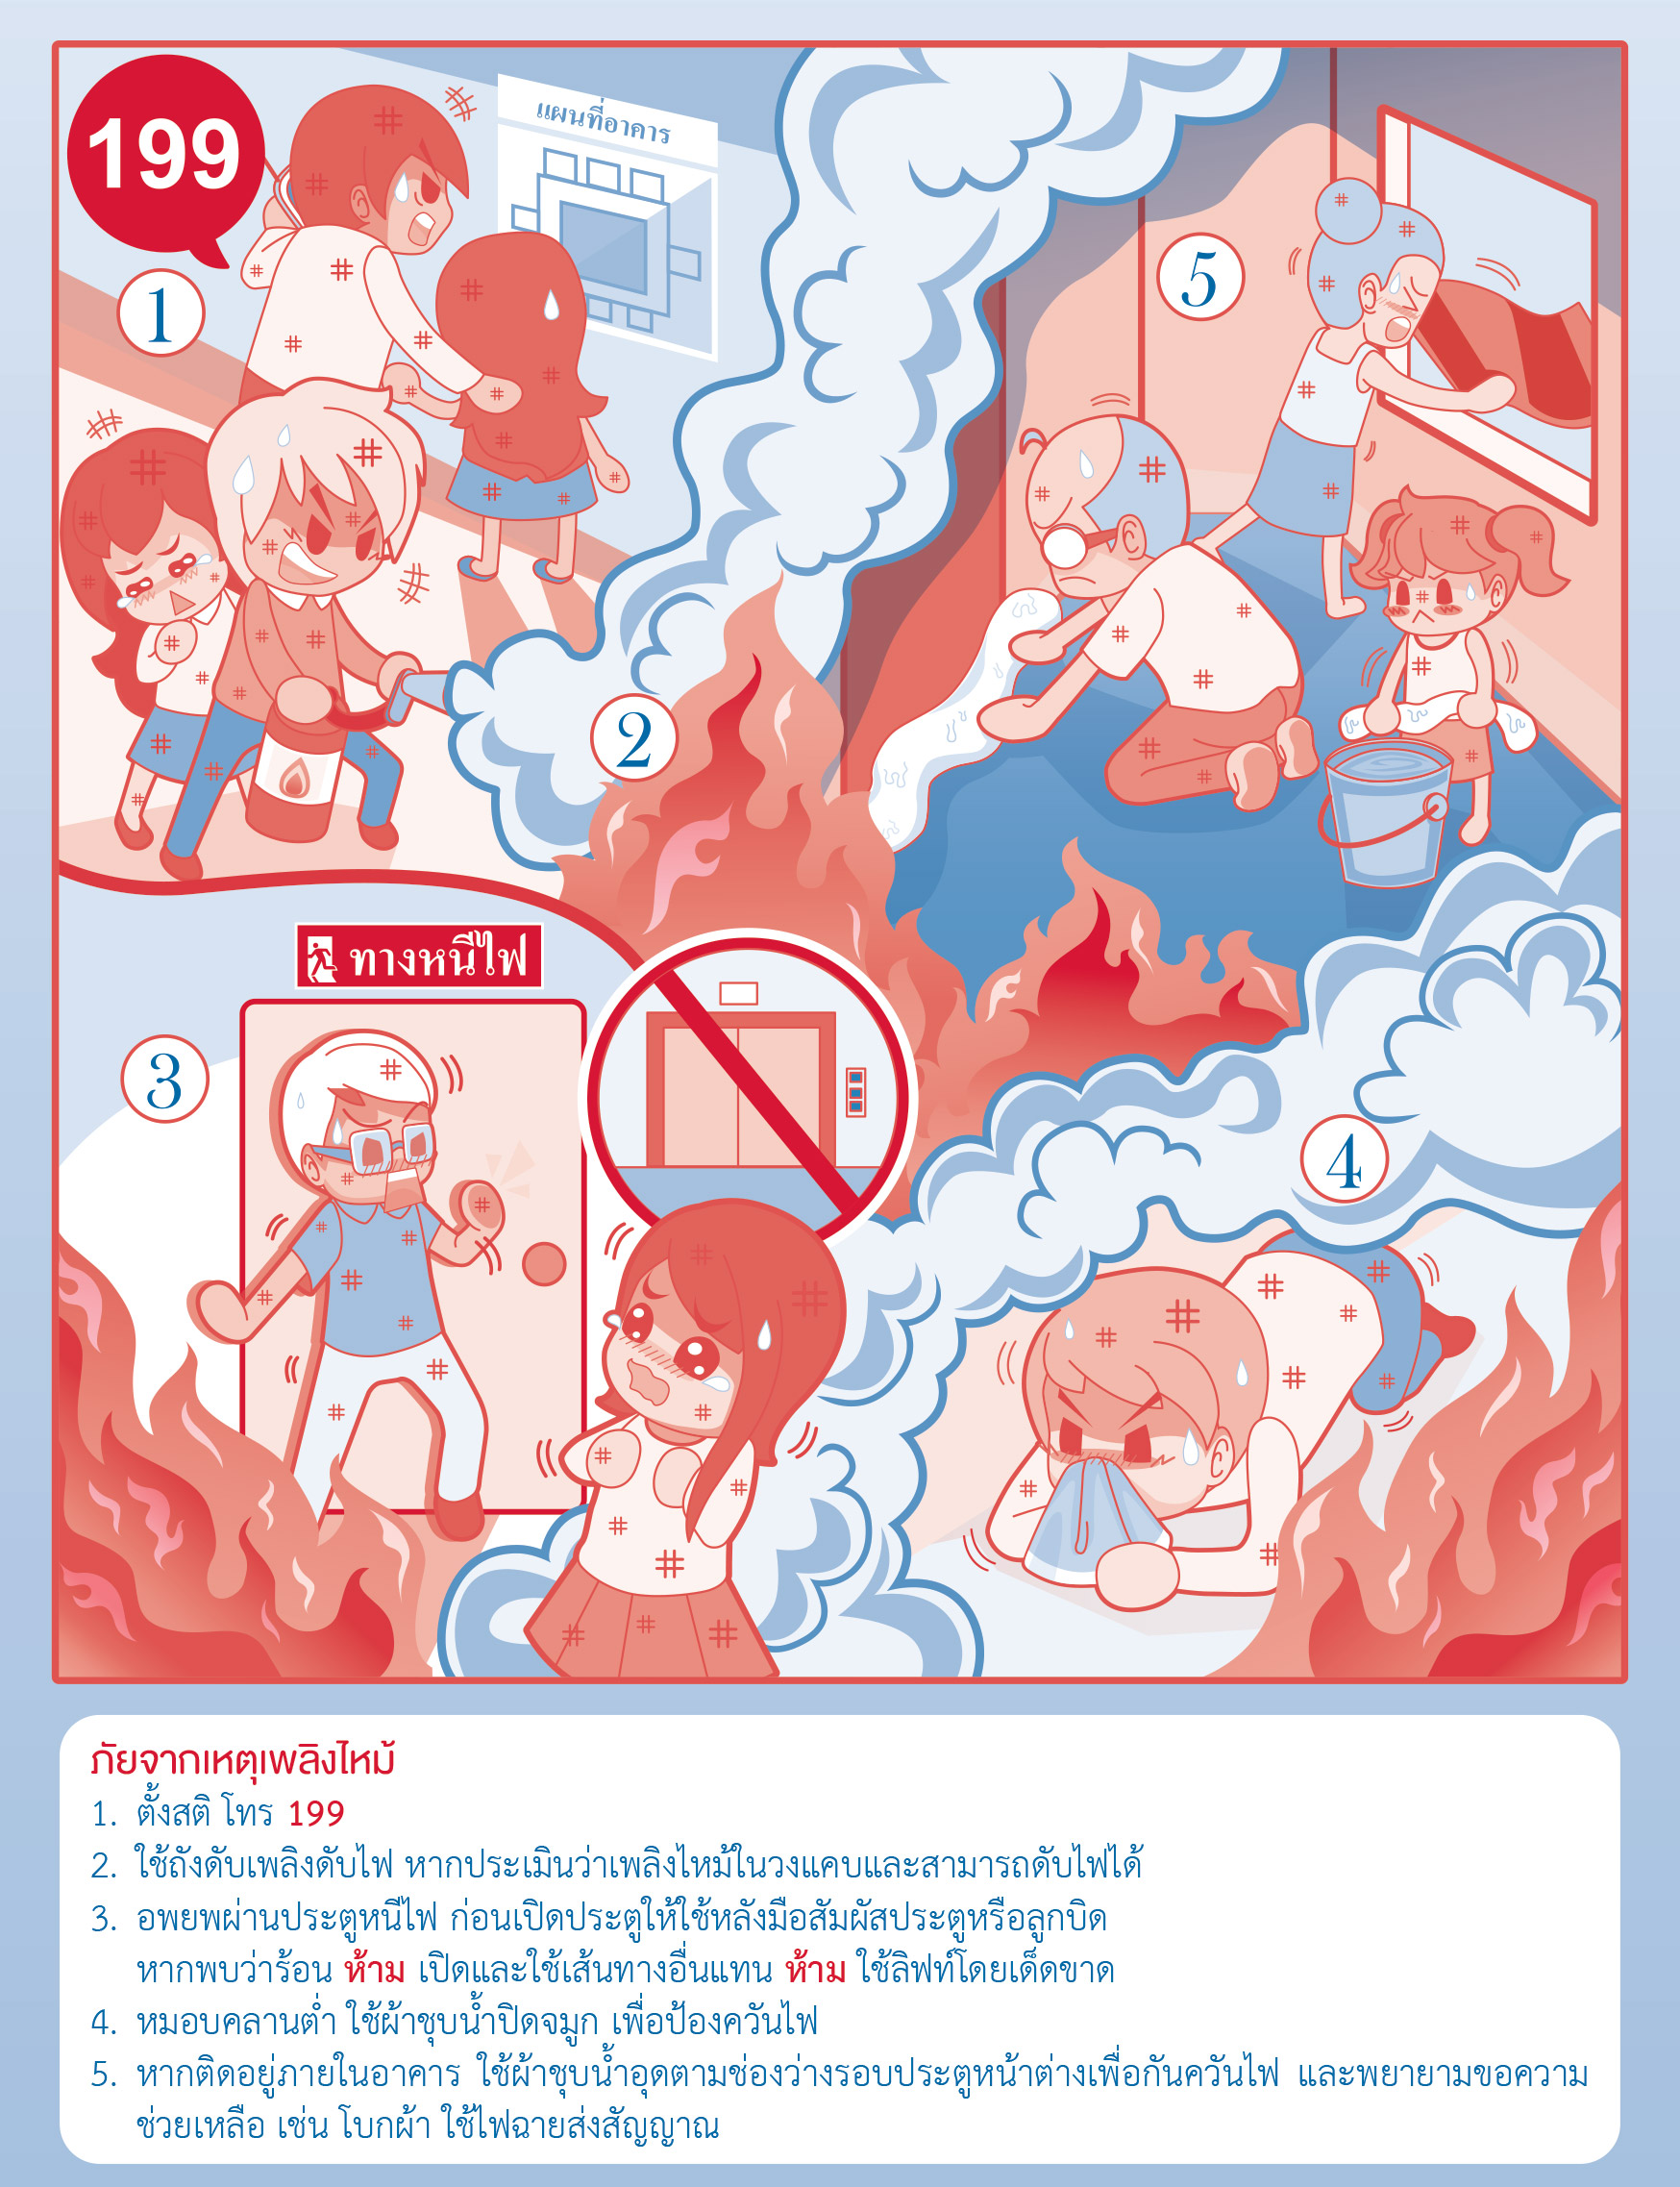 199
แผนที่อาคาร
1
5
2
ทางหนีไฟ
3
4
ภัยจากเหตุเพลิงไหม้
1. ตั้งสติ โทร 199
2. ใช้ถังดับเพลิงดับไฟ หากประเมินว่าเพลิงไหม้ในวงแคบและสามารถดับไฟได้
3. อพยพผ่านประตูหนีไฟ ก่อนเปิดประตูให้ใช้หลังมือสัมผัสประตูหรือลูกบิด
หากพบว่าร้อน ห้าม เปิดและใช้เส้นทางอื่นแทน ห้าม ใช้ลิฟท์โดยเด็ดขาด
4. หมอบคลานต่ำ ใช้ผ้าชุบน้ำปิดจมูก เพื่อป้องควันไฟ
5. หากติดอยู่ภายในอาคาร ใช้ผ้าชุบน้ำอุดตามช่องว่างรอบประตูหน้าต่างเพื่อกันควันไฟ และพยายามขอความ
ช่วยเหลือ เช่น โบกผ้า ใช้ไฟฉายส่งสัญญาณ